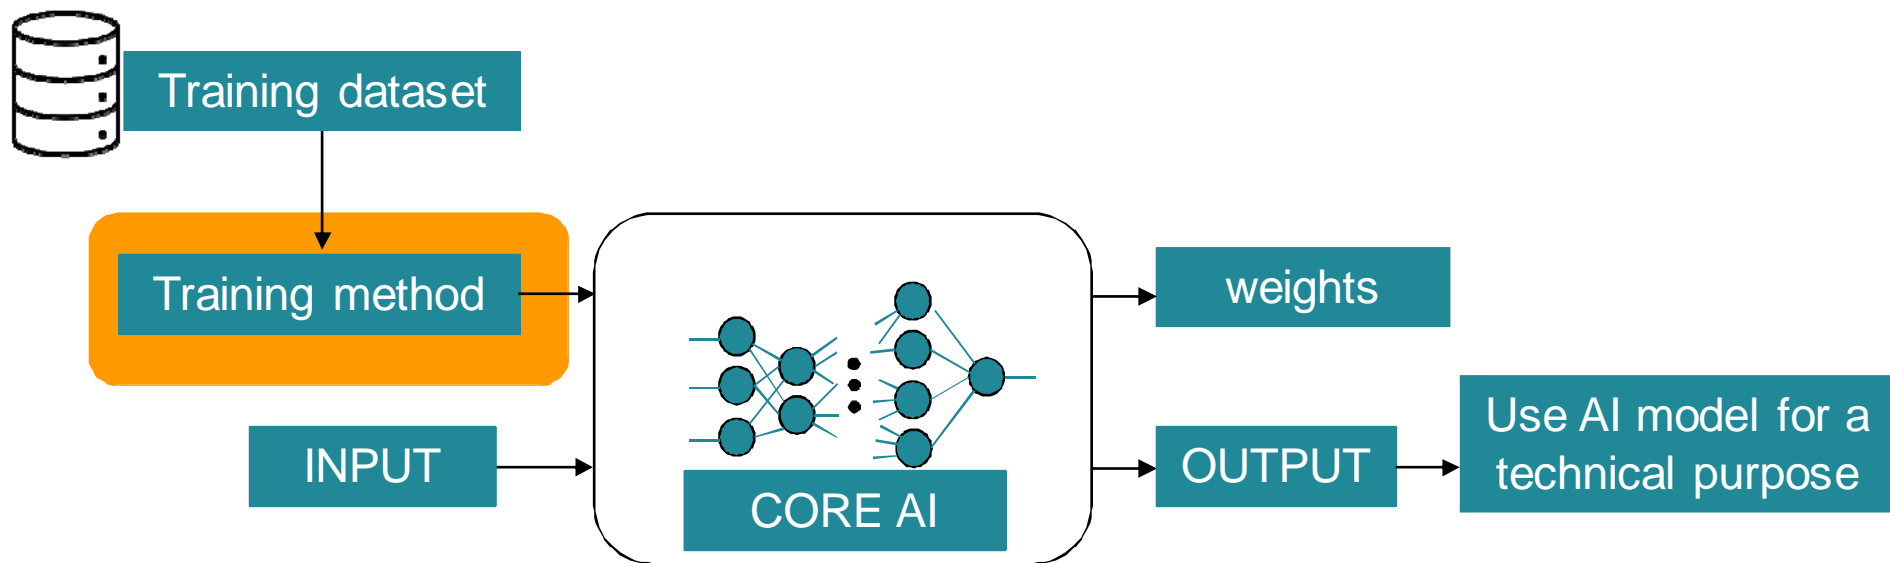 Training dataset
Training method
weights
INPUT
CORE AI
OUTPUT
Use AI model for a
technical purpose